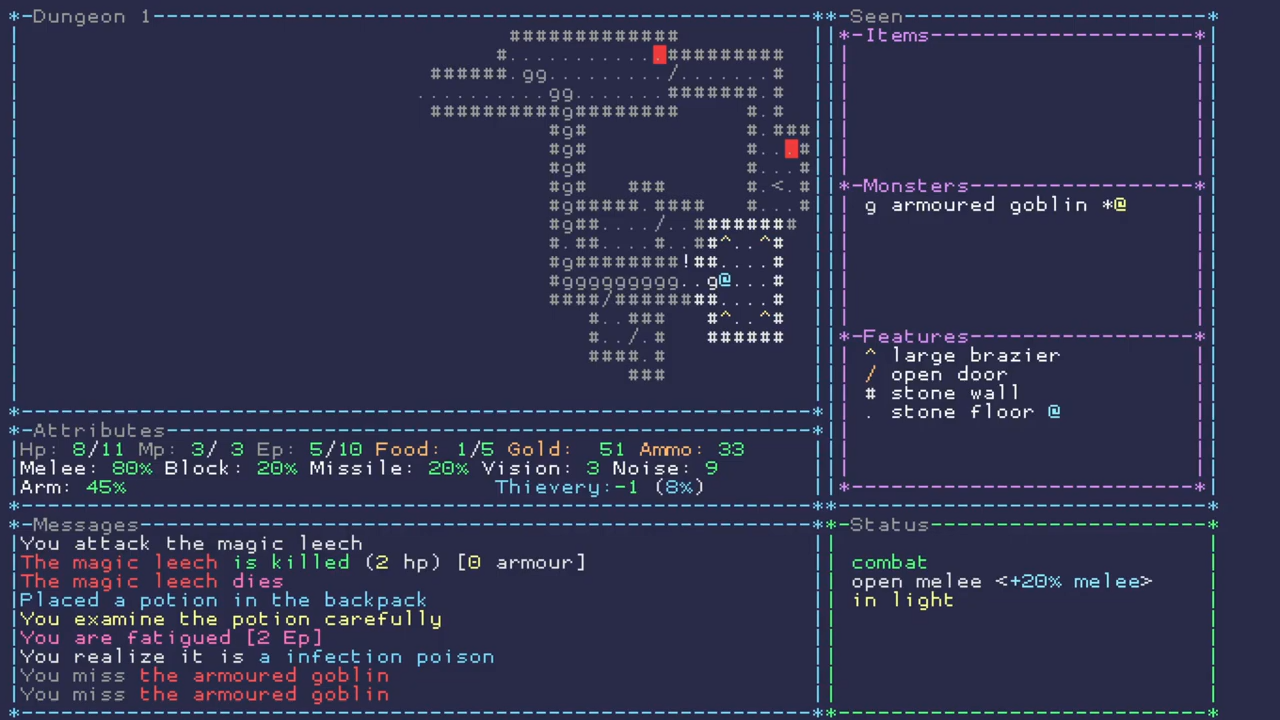 Dungeon 1
#############
#............#########
######.gg........./.......#
..........gg.......#######.#
##########g####### #.#
#g# #.###
#g# #...#
#g# #...#
#g# ### #.<.#
#g#####.#### #...#
#g##..../..#########
#.##....#..##^..^#
#g########!##....#
#ggggggggg..g@...#
####/########....#
#..### #^..^#
#../.# ######
####.#
###
Attributes
Hp: 8/11 Mp: 3/ 3 Ep: 5/10 Food: 1/5 Gold: 51 Ammo: 33
Melee: 80% Block: 20% Missile: 20% Vision: 3 Noise: 9
Arm: 45% Thievery:-1 (8%)
Messages
You attack the magic leech
The magic leech is killed (2 hp) [0 armour]
The magic leech dies
Placed a potion in the backpack
You examine the potion carefully
You are fatigued [2 Ep]
You realize it is a infection poison
You miss the armoured goblin
You miss the armoured goblin
Seen
Items
Monsters
g armoured goblin *@
Features
^ large brazier
/ open door
# stone wall
. stone floor @
Status
combat
open melee <+20% melee>
in light